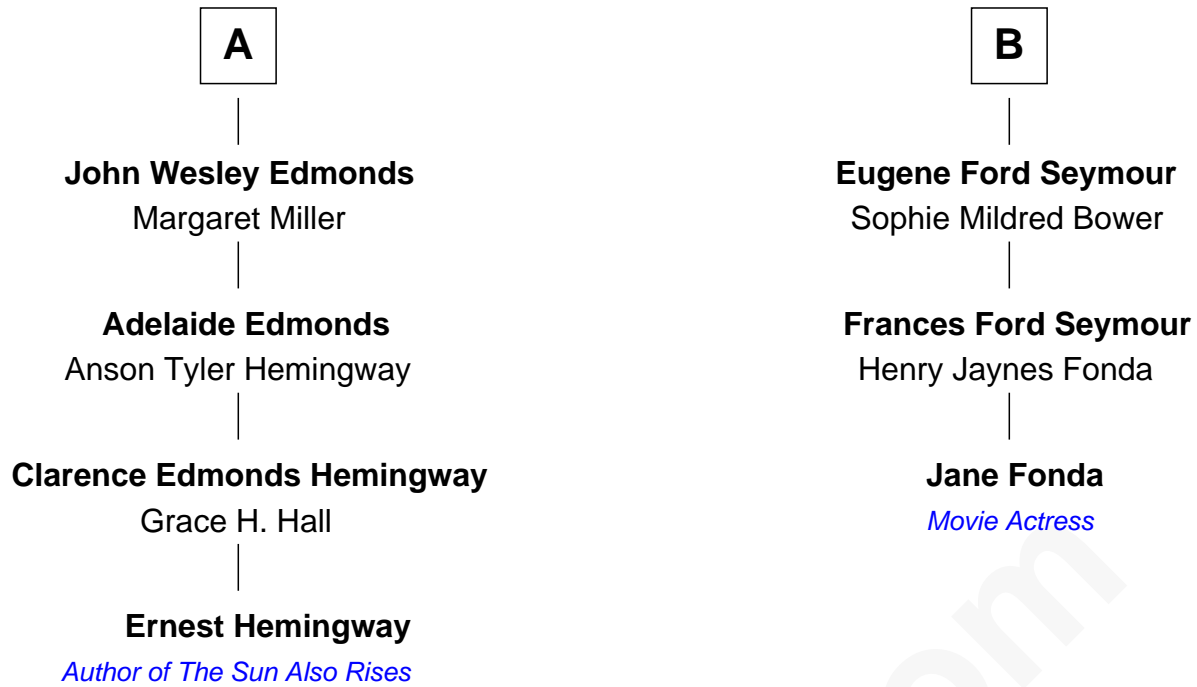 A
John Wesley Edmonds
Margaret Miller
Adelaide Edmonds
Anson Tyler Hemingway
Clarence Edmonds Hemingway
Grace H. Hall
Ernest Hemingway
Author of The Sun Also Rises
B
Eugene Ford Seymour
Sophie Mildred Bower
Frances Ford Seymour
Henry Jaynes Fonda
Jane Fonda
Movie Actress
om